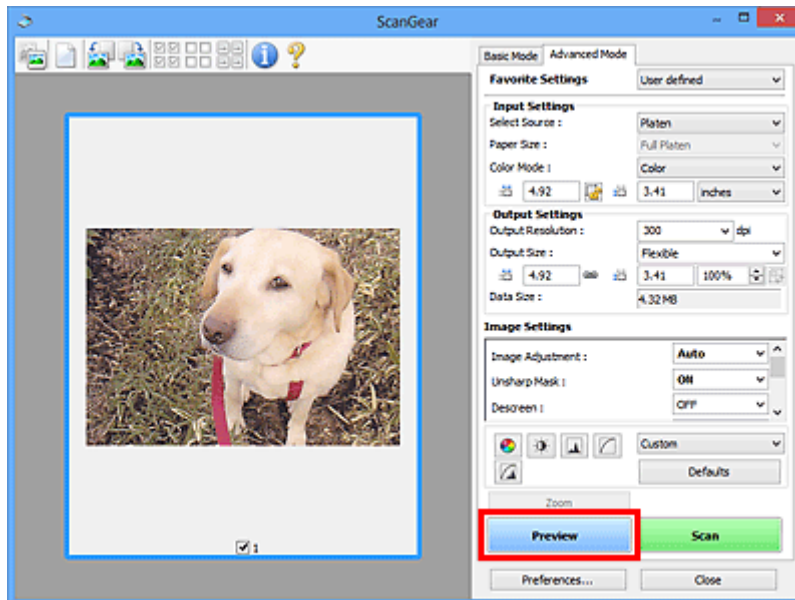 ScanGear
Basic Mode Advanced Mode
Favorite Settings User defined
Input Settings
Select Source : Platen
Paper Size : Full Platen
Color Mode : Color
4.92 3.41 inches
Output Settings
Output Resolution : 300 dpi
Output Size : Flexible
4.92 3.41 100%
Data Size : 4.32 MB
Image Settings
Image Adjustment : Auto
Unsharp Mask : ON
Descreen : OFF
Custom
Defaults
Zoom
Preview Scan
1
Preferences... Close